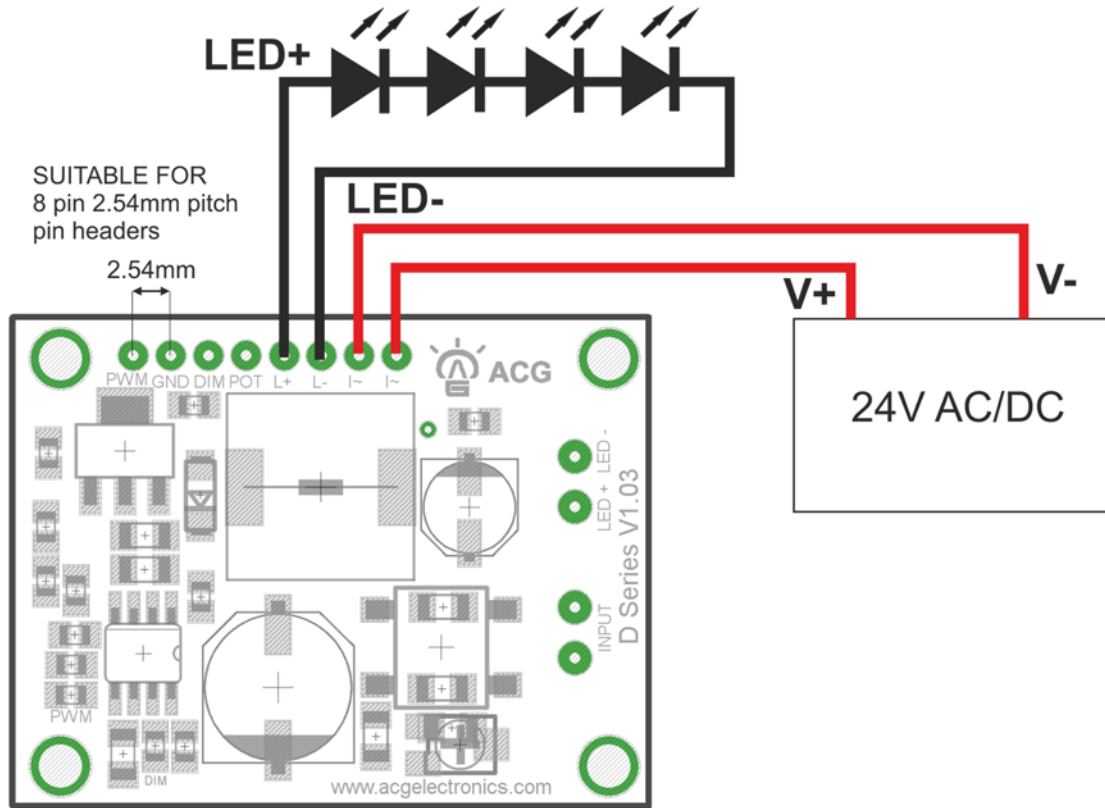 LED+
SUITABLE FOR
8 pin 2.54mm pitch
pin headers
2.54mm
LED-
V+
V-
24V AC/DC
PWM GND DIM POT L+ L- I~ I~
ACG
LED + LED -
INPUT
D Series V1.03
PWM
DIM
www.acgelectronics.com